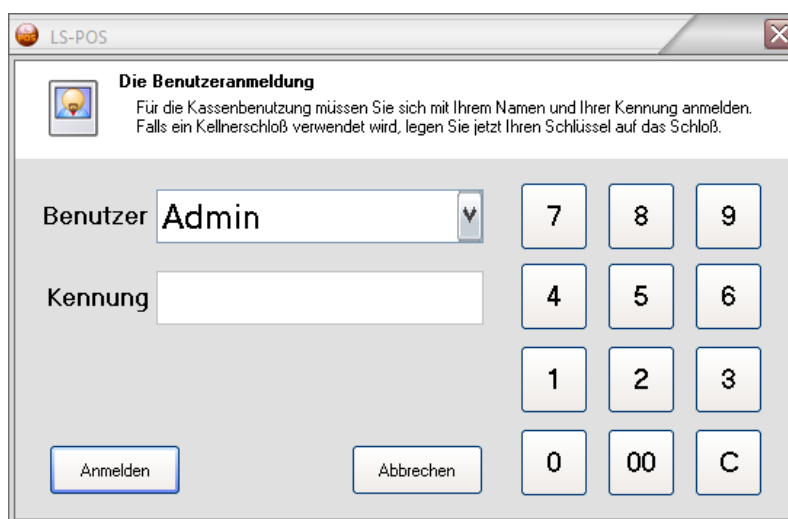 LS-POS
Die Benutzeranmeldung
Für die Kassenbenutzung müssen Sie sich mit Ihrem Namen und Ihrer Kennung anmelden.
Falls ein Kellnerschloß verwendet wird, legen Sie jetzt Ihren Schlüssel auf das Schloß.
Benutzer Admin
7 8 9
Kennung
4 5 6
1 2 3
Anmelden Abbrechen
0 00 C